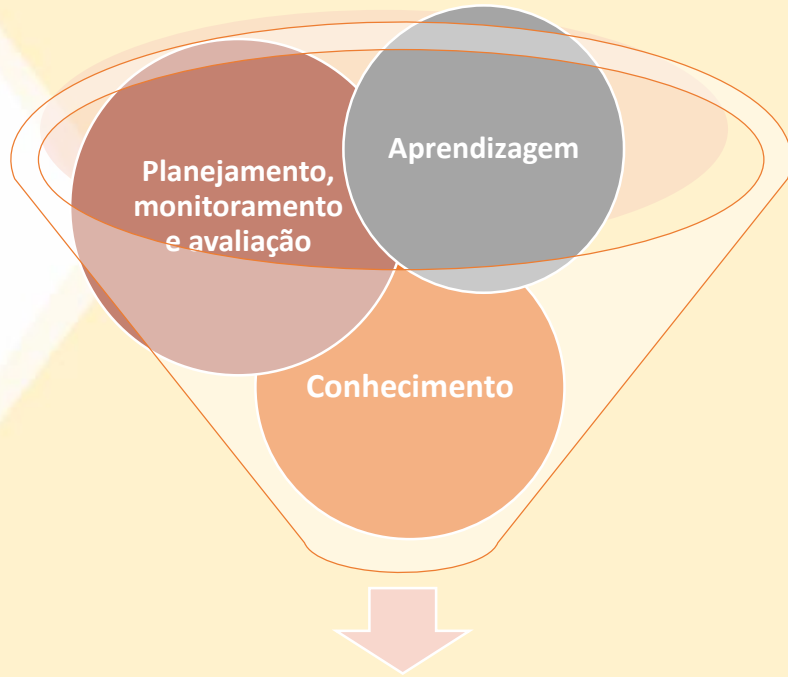 Planejamento,
monitoramento
e avaliação
Aprendizagem
Conhecimento